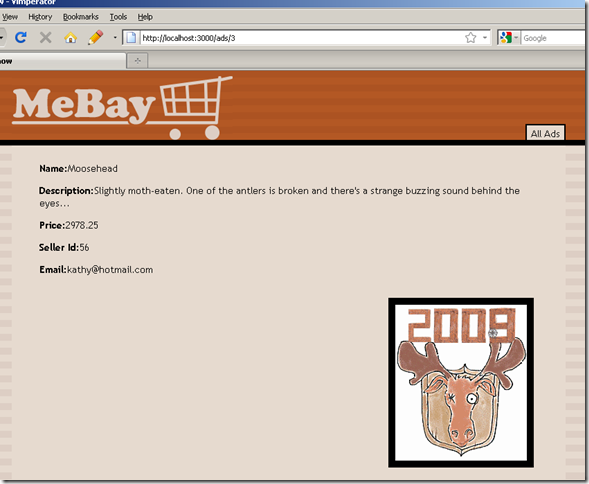 Vimperator
View History Bookmarks Tools Help
http://localhost:3000/ads/3
Google
MeBay
All Ads
Name:Moosehead
Description:Slightly moth-eaten. One of the antlers is broken and there's a strange buzzing sound behind the
eyes...
Price:2978.25
Seller Id:56
Email:kathy@hotmail.com
2009